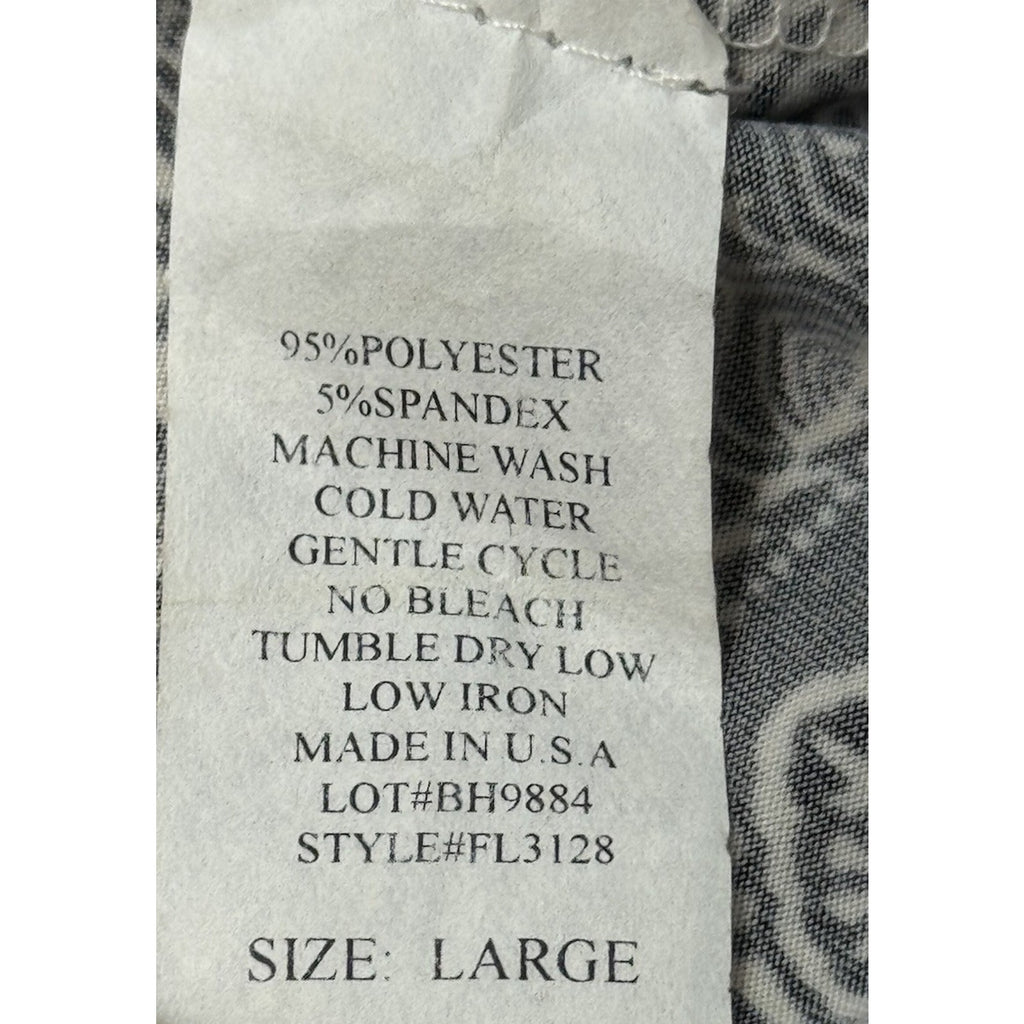 95%POLYESTER
5%SPANDEX
MACHINE WASH
COLD WATER
GENTLE CYCLE
NO BLEACH
TUMBLE DRY LOW
LOW IRON
MADE IN U.S.A
LOT#BH9884
STYLE#FL3128
SIZE: LARGE